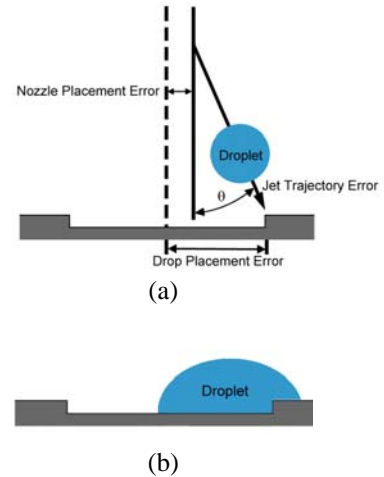 Nozzle Placement Error
Droplet
Jet Trajectory Error
θ
Drop Placement Error
(a)
Droplet
(b)